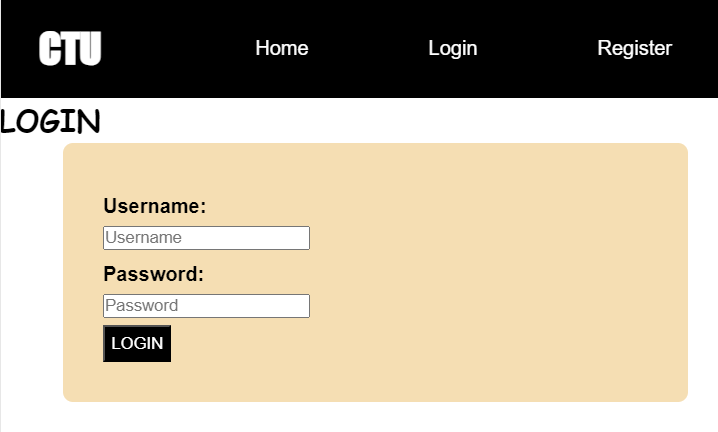 CTU Home Login Register
LOGIN
Username:
Username
Password:
Password
LOGIN